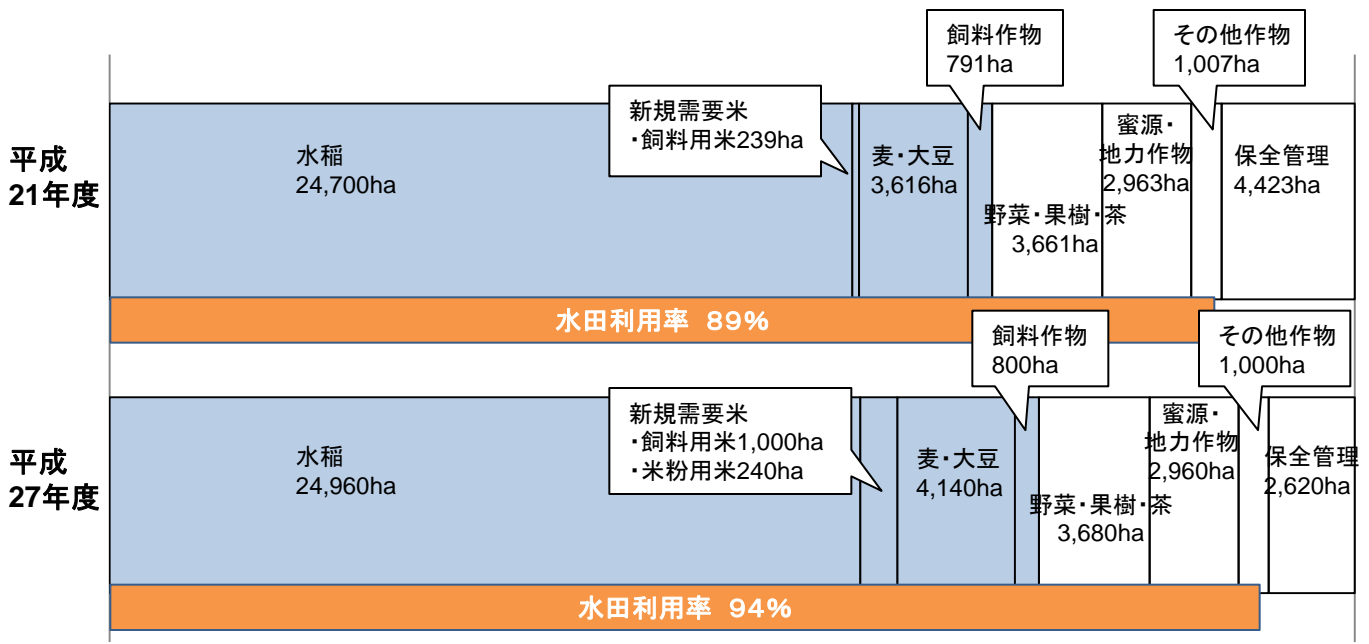 平成
21年度
水稲
24,700ha
新規需要米
・飼料用米239ha
麦・大豆
3,616ha
飼料作物
791ha
野菜・果樹・茶
3,661ha
蜜源・
地力作物
2,963ha
その他作物
1,007ha
保全管理
4,423ha
水田利用率 89%
平成
27年度
水稲
24,960ha
新規需要米
・飼料用米1,000ha
・米粉用米240ha
麦・大豆
4,140ha
飼料作物
800ha
野菜・果樹・茶
3,680ha
蜜源・
地力作物
2,960ha
その他作物
1,000ha
保全管理
2,620ha
水田利用率 94%